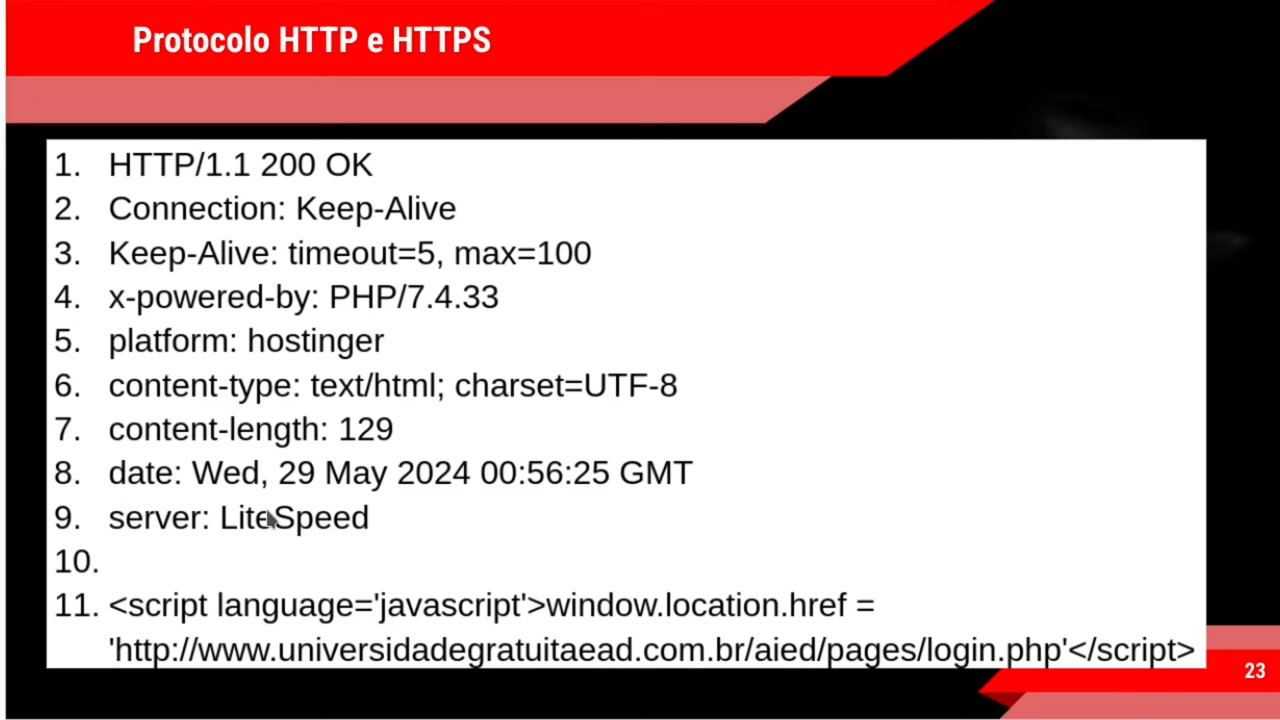 Protocolo HTTP e HTTPS
1. HTTP/1.1 200 OK
2. Connection: Keep-Alive
3. Keep-Alive: timeout=5, max=100
4. x-powered-by: PHP/7.4.33
5. platform: hostinger
6. content-type: text/html; charset=UTF-8
7. content-length: 129
8. date: Wed, 29 May 2024 00:56:25 GMT
9. server: LiteSpeed
10.
11. <script language='javascript'>window.location.href =
'http://www.universidadegratuitaead.com.br/aied/pages/login.php'</script>
23